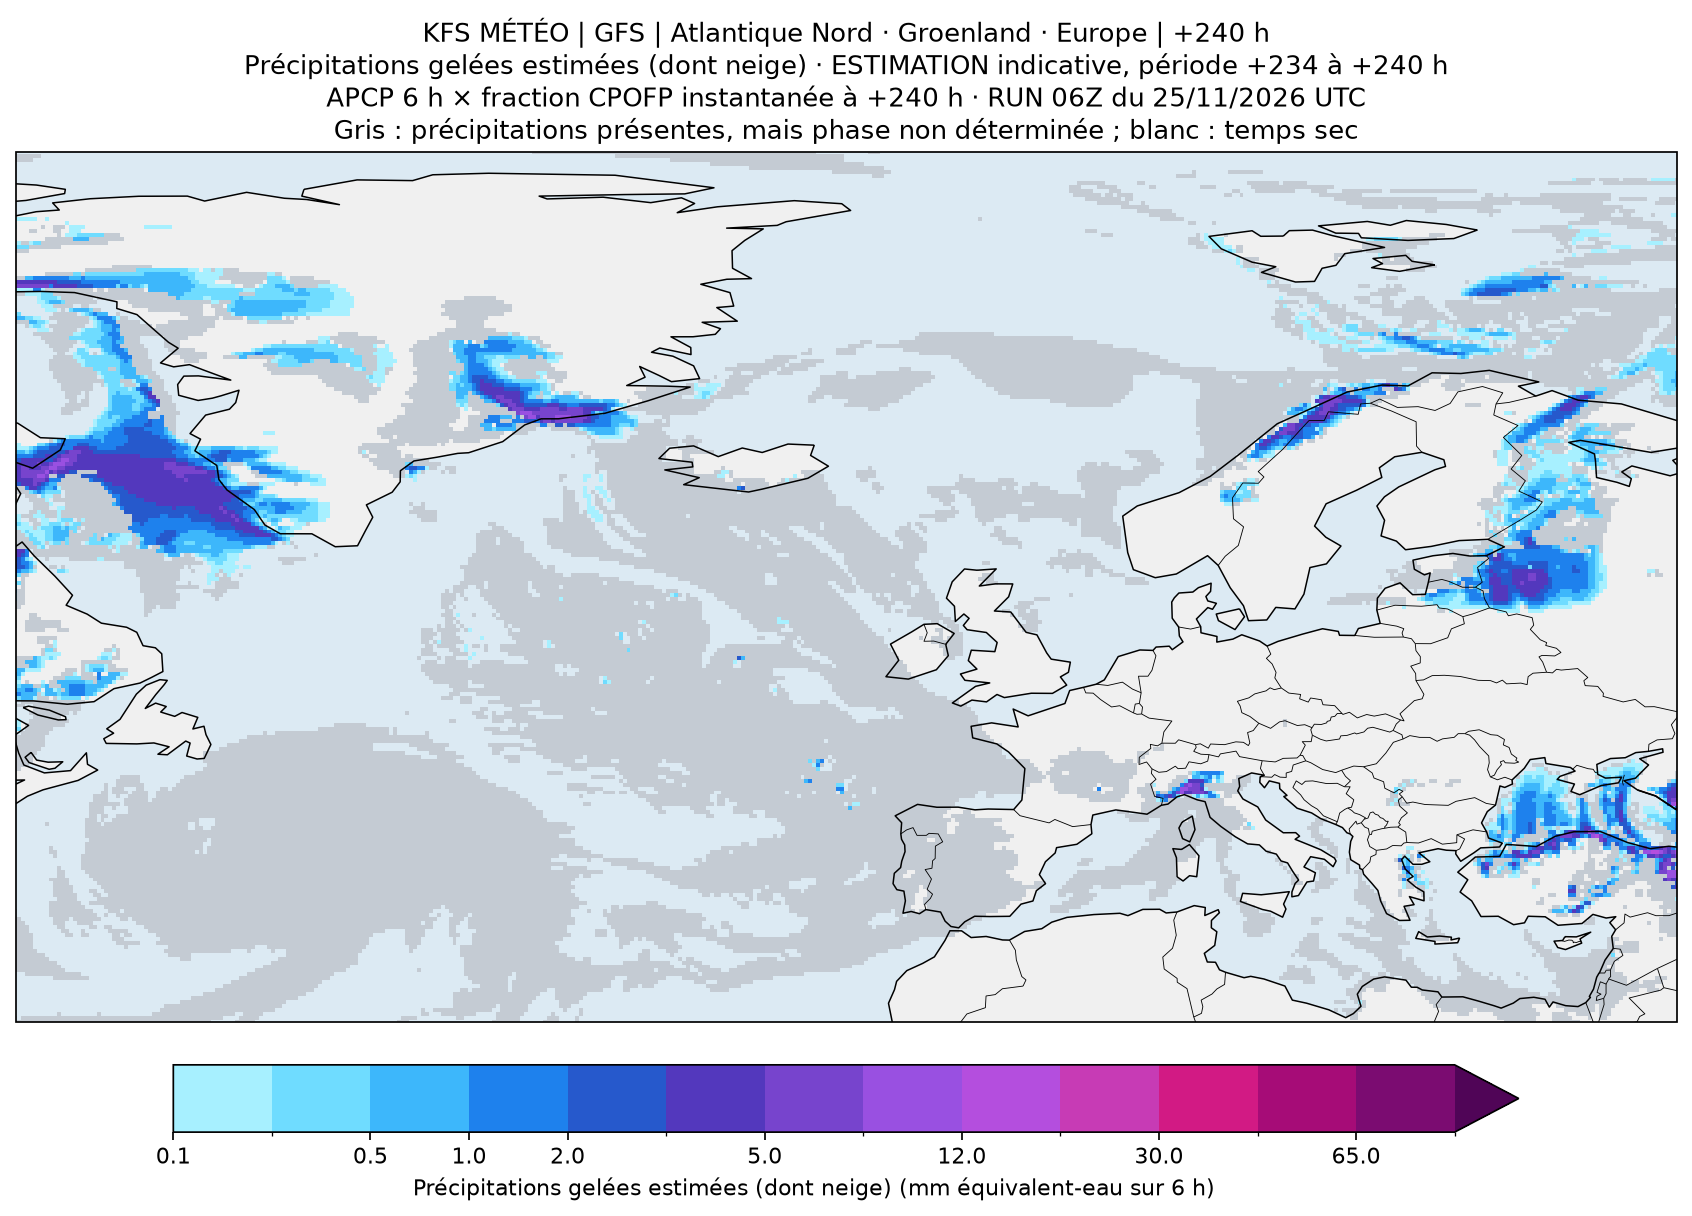 KFS MÉTÉO | GFS | Atlantique Nord · Groenland · Europe | +240 h
Précipitations gelées estimées (dont neige) · ESTIMATION indicative, période +234 à +240 h
APCP 6 h × fraction CPOFP instantanée à +240 h · RUN 06Z du 25/11/2026 UTC
Gris : précipitations présentes, mais phase non déterminée ; blanc : temps sec
0.1 0.5 1.0 2.0 5.0 12.0 30.0 65.0
Précipitations gelées estimées (dont neige) (mm équivalent-eau sur 6 h)